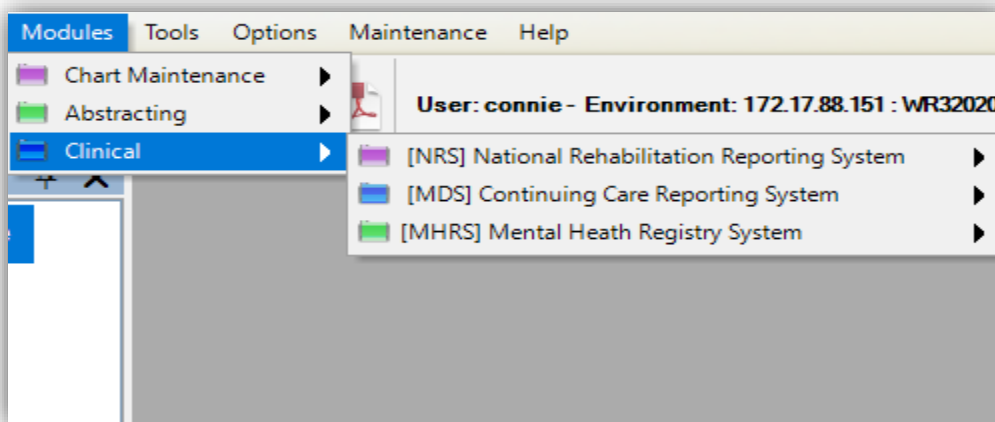 Modules Tools Options Maintenance Help
Chart Maintenance
Abstracting
User: connie - Environment: 172.17.88.151 : WR32020
Clinical
[NRS] National Rehabilitation Reporting System
[MDS] Continuing Care Reporting System
[MHRS] Mental Heath Registry System